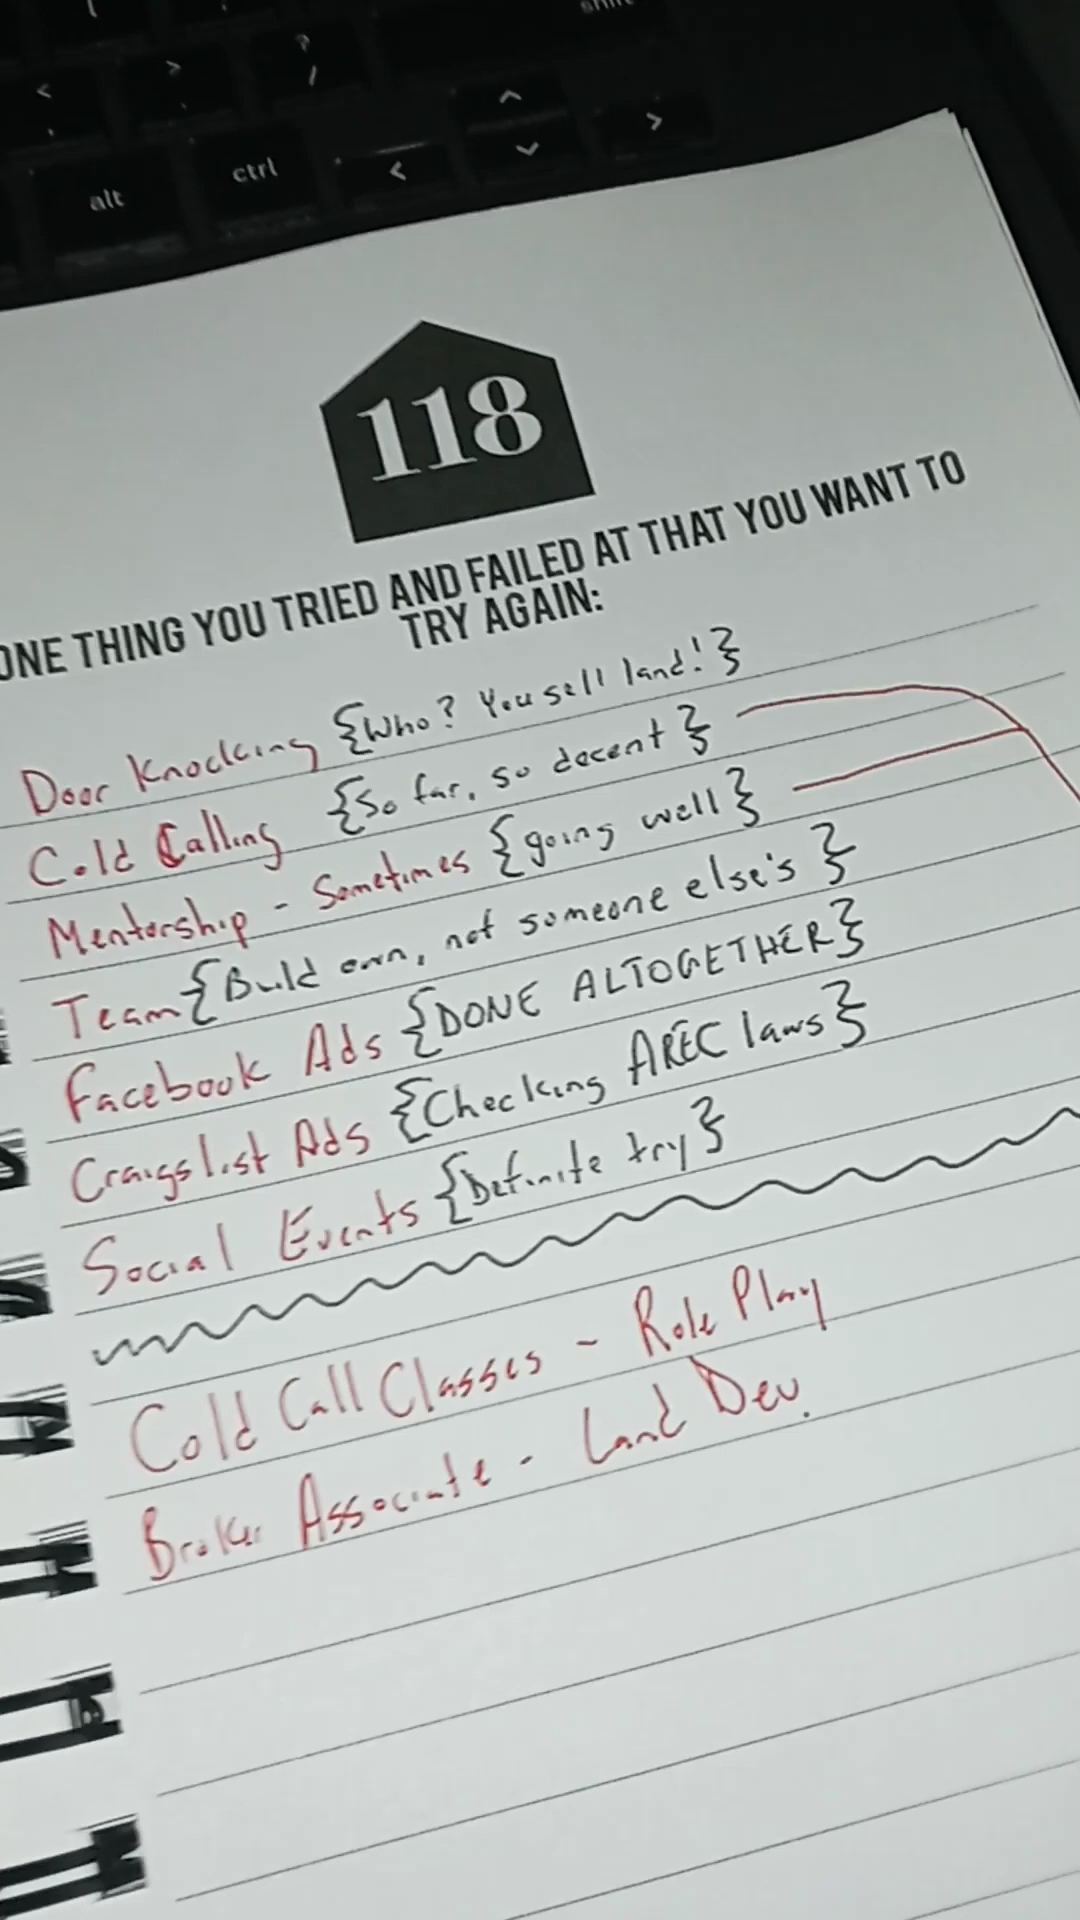 shift
< ,
> .
? /
alt
ctrl
<
^
v
>
118
ONE THING YOU TRIED AND FAILED AT THAT YOU WANT TO
TRY AGAIN:
Door Knocking {Who? You sell land!}
Cold Calling {So far, so decent}
Mentorship - Sometimes {going well}
Team {Build own, not someone else's}
Facebook Ads {DONE ALTOGETHER}
Craigslist Ads {Checking AREC laws}
Social Events {Definite try}
Cold Call Classes - Role Play
Broker Associate - Land Dev.